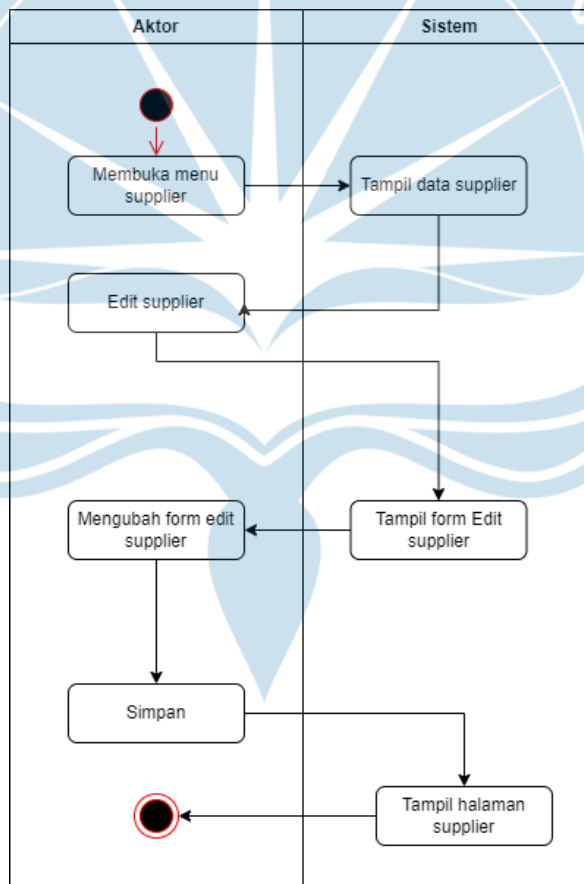 Aktor
Sistem
Membuka menu
supplier
Tampil data supplier
Edit supplier
Tampil form Edit
supplier
Mengubah form edit
supplier
Simpan
Tampil halaman
supplier